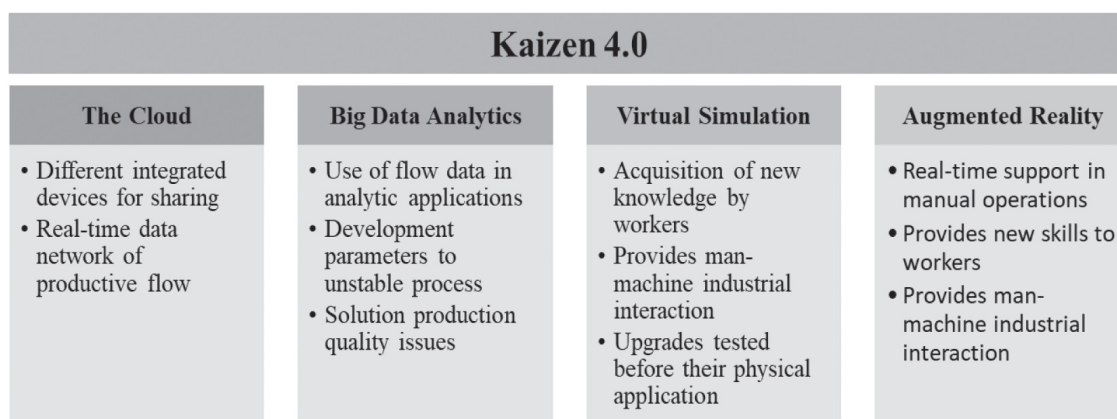 Kaizen 4.0
The Cloud
• Different integrated
devices for sharing
• Real-time data
network of
productive flow
Big Data Analytics
• Use of flow data in
analytic applications
• Development
parameters to
unstable process
• Solution production
quality issues
Virtual Simulation
• Acquisition of new
knowledge by
workers
• Provides man-
machine industrial
interaction
• Upgrades tested
before their physical
application
Augmented Reality
• Real-time support in
manual operations
• Provides new skills to
workers
• Provides man-
machine industrial
interaction